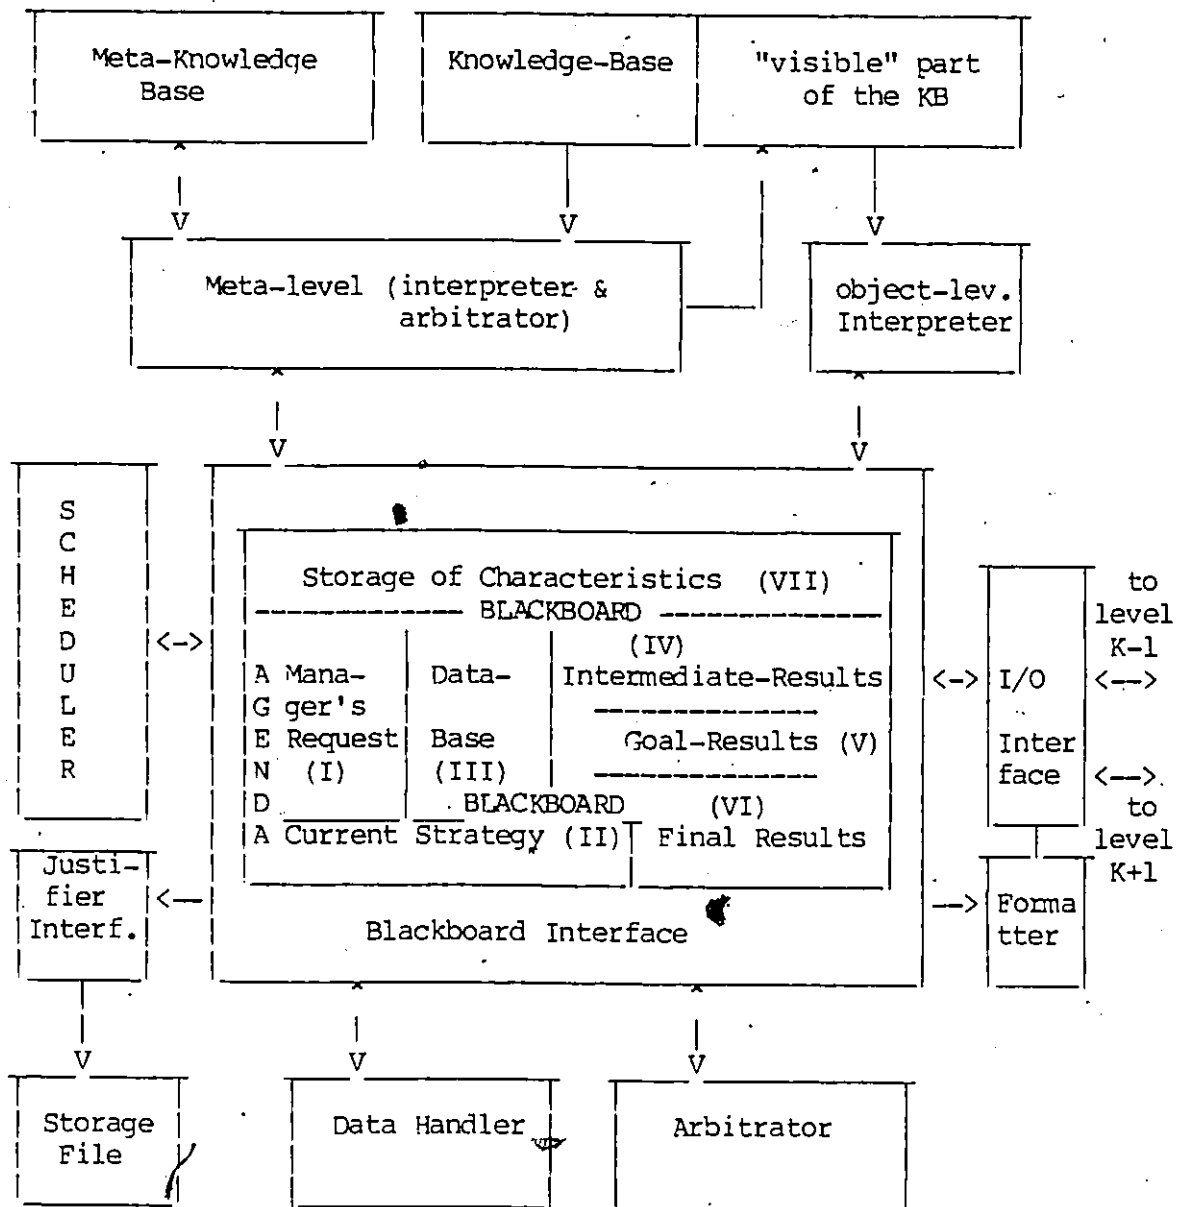 Meta-Knowledge
Base
Knowledge-Base
"visible" part
of the KB
Meta-level (interpreter &
arbitrator)
object-lev.
Interpreter
SCHEDULER
Storage of Characteristics (VII)
BLACKBOARD
AGENDA
Mana-
ger's
Request
(I)
Data-
Base
(III)
(IV)
Intermediate-Results
Goal-Results (V)
BLACKBOARD
(VI)
Current Strategy (II)
Final Results
Blackboard Interface
I/O
Inter
face
to
level
K-1
to
level
K+1
Justi-
fier
Interf.
Forma
tter
Storage
File
Data Handler
Arbitrator